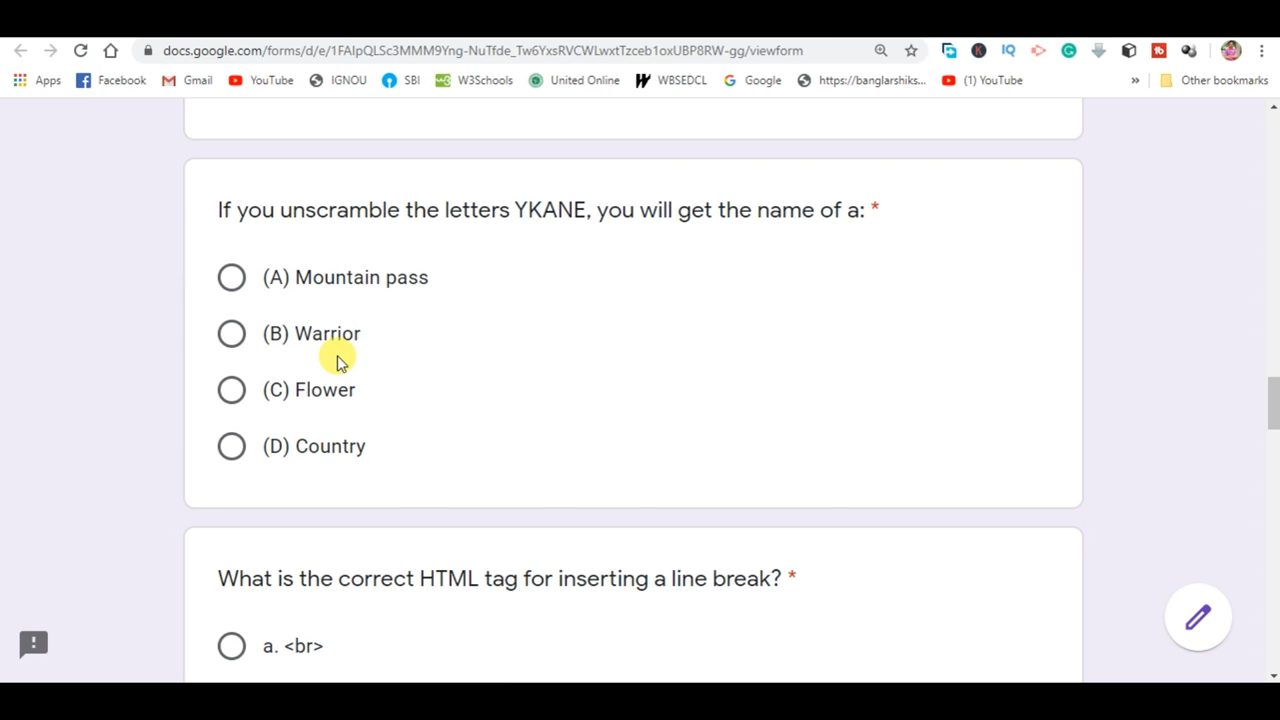 docs.google.com/forms/d/e/1FAIpQLSc3MMM9Yng-NuTfde_Tw6YxsRVCWLwxtTzceb1oxUBP8RW-gg/viewform
Apps Facebook Gmail YouTube IGNOU SBI W3Schools United Online WBSEDCL Google https://banglarshiks... (1) YouTube » Other bookmarks
If you unscramble the letters YKANE, you will get the name of a: *
(A) Mountain pass
(B) Warrior
(C) Flower
(D) Country
What is the correct HTML tag for inserting a line break? *
a. <br>